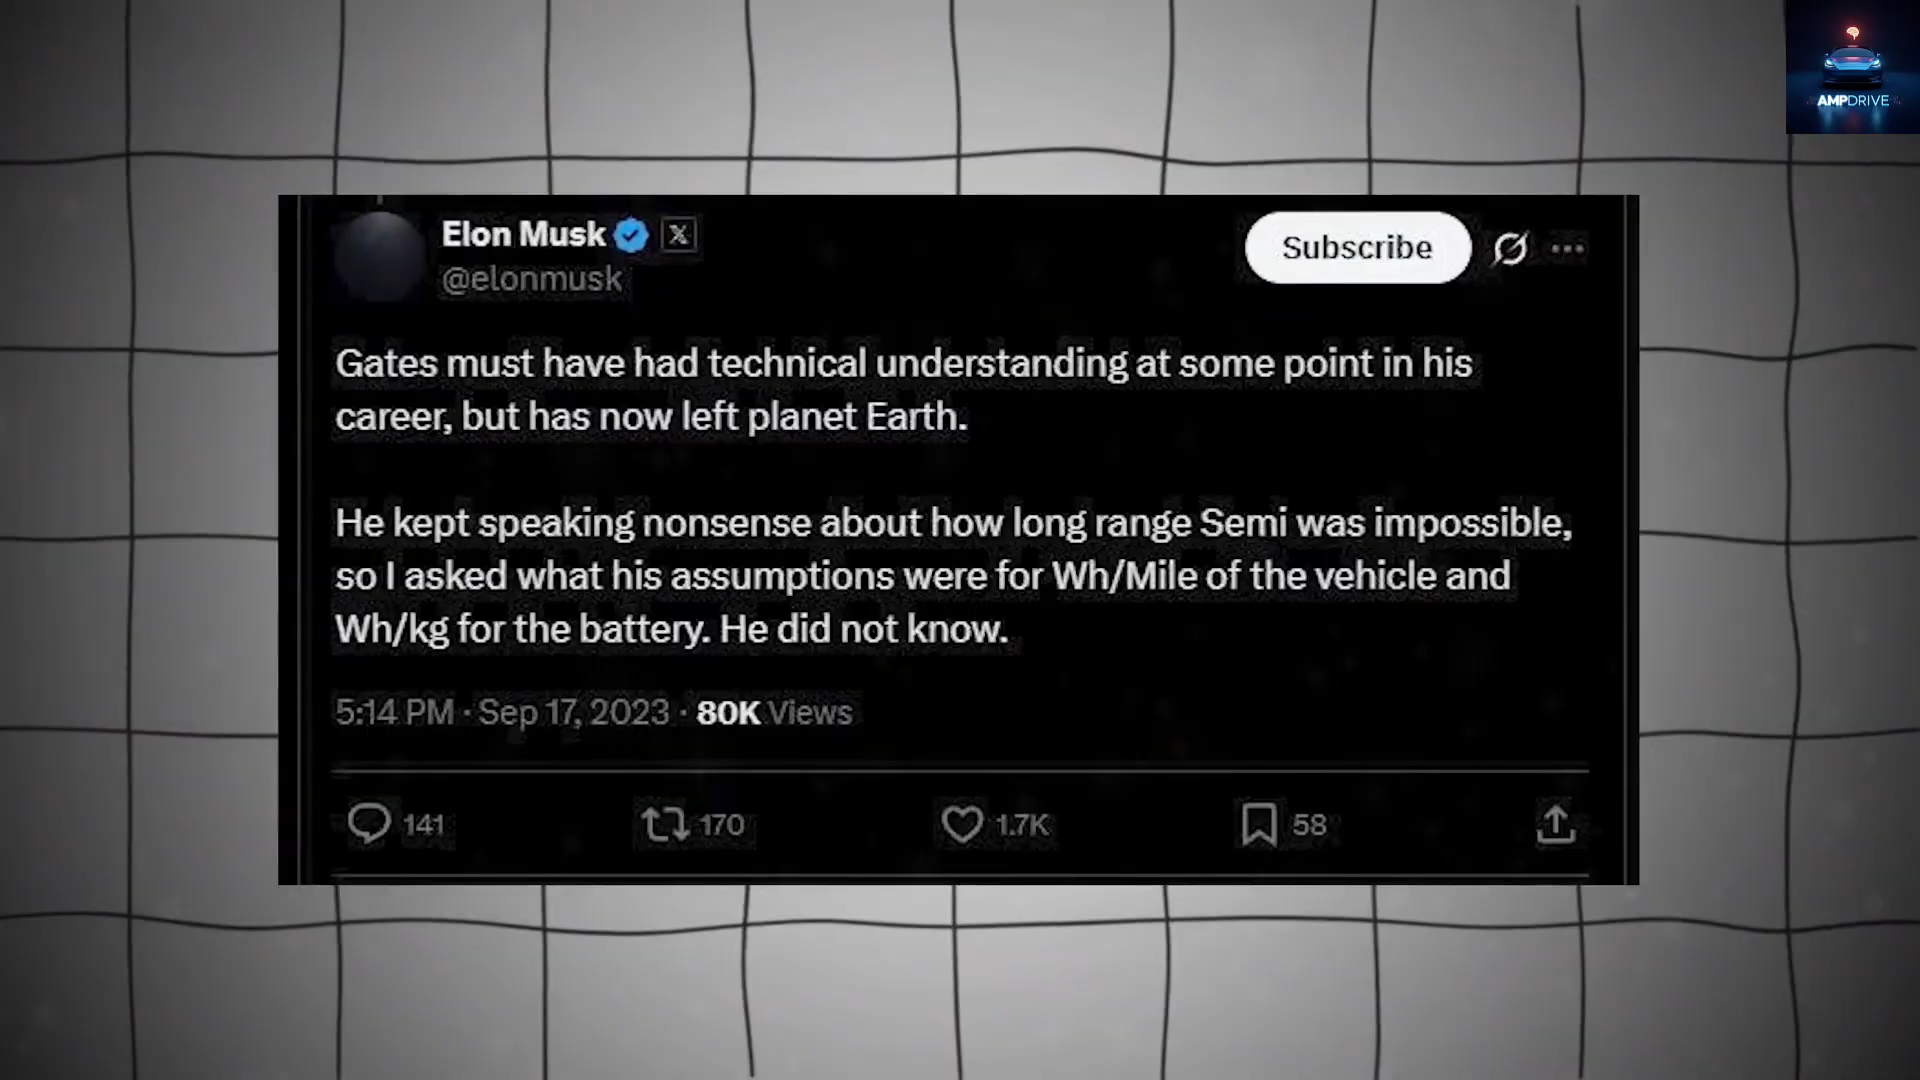 AMPDRIVE
Elon Musk
@elonmusk
Subscribe
Gates must have had technical understanding at some point in his
career, but has now left planet Earth.
He kept speaking nonsense about how long range Semi was impossible,
so I asked what his assumptions were for Wh/Mile of the vehicle and
Wh/kg for the battery. He did not know.
5:14 PM · Sep 17, 2023 · 80K Views
141 170 1.7K 58